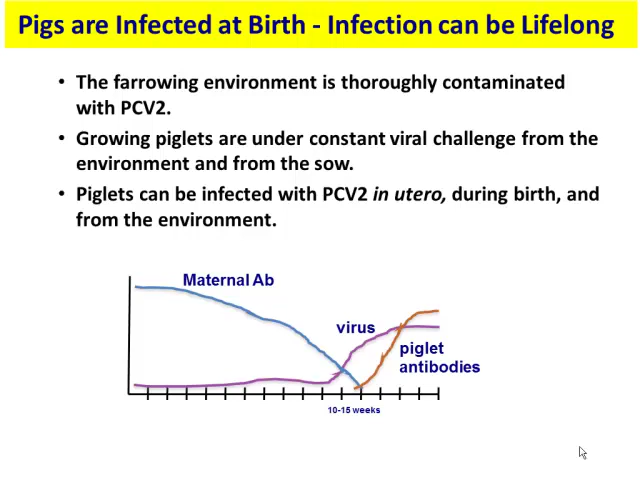 Pigs are Infected at Birth - Infection can be Lifelong
• The farrowing environment is thoroughly contaminated
with PCV2.
• Growing piglets are under constant viral challenge from the
environment and from the sow.
• Piglets can be infected with PCV2 in utero, during birth, and
from the environment.
Maternal Ab
virus
piglet
antibodies
10-15 weeks